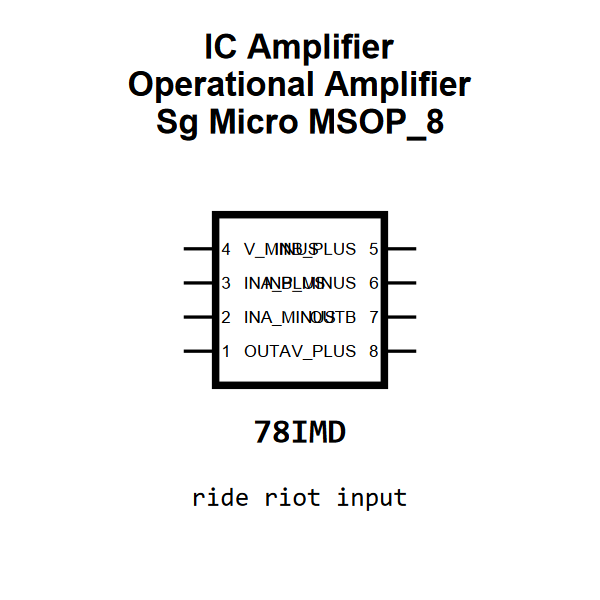 IC Amplifier
Operational Amplifier
Sg Micro MSOP_8
4 V_MINUS INB_PLUS 5
3 INA_PLUS INB_MINUS 6
2 INA_MINUS OUTB 7
1 OUTA V_PLUS 8
78IMD
ride riot input